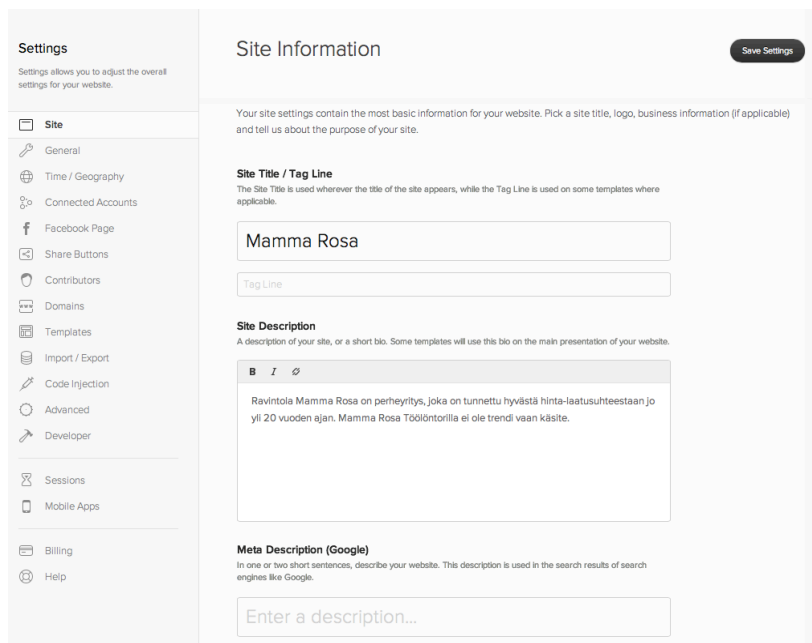 Settings
Settings allows you to adjust the overall
settings for your website.
Site
General
Time / Geography
Connected Accounts
Facebook Page
Share Buttons
Contributors
Domains
Templates
Import / Export
Code Injection
Advanced
Developer
Sessions
Mobile Apps
Billing
Help
Site Information
Save Settings
Your site settings contain the most basic information for your website. Pick a site title, logo, business information (if applicable)
and tell us about the purpose of your site.
Site Title / Tag Line
The Site Title is used wherever the title of the site appears, while the Tag Line is used on some templates where
applicable.
Mamma Rosa
Tag Line
Site Description
A description of your site, or a short bio. Some templates will use this bio on the main presentation of your website.
B I
Ravintola Mamma Rosa on perheyritys, joka on tunnettu hyvästä hinta-laatusuhteestaan jo
yli 20 vuoden ajan. Mamma Rosa Töölöntorilla ei ole trendi vaan käsite.
Meta Description (Google)
In one or two short sentences, describe your website. This description is used in the search results of search
engines like Google.
Enter a description...